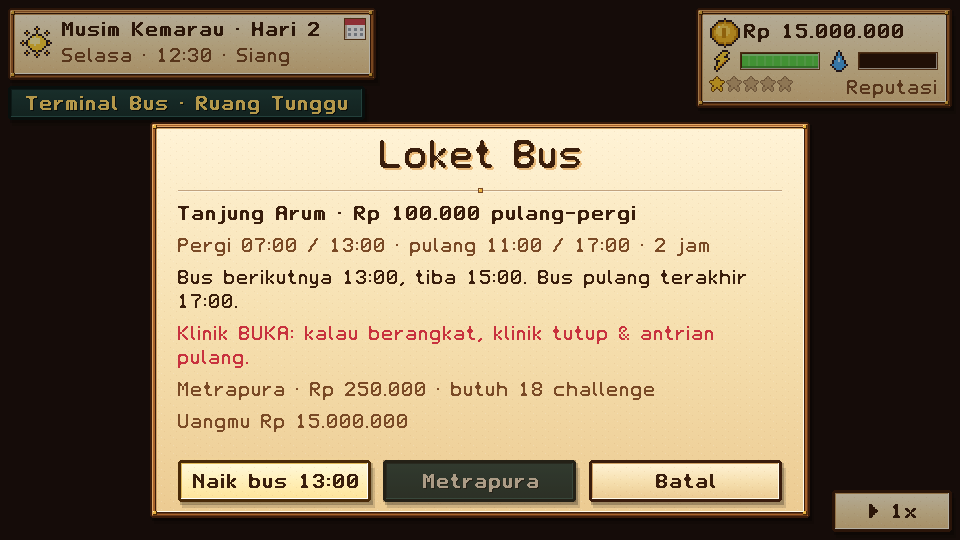 Musim Kemarau · Hari 2
Selasa · 12:30 · Siang
Rp 15.000.000
Reputasi
Terminal Bus · Ruang Tunggu
Loket Bus
Tanjung Arum · Rp 100.000 pulang-pergi
Pergi 07:00 / 13:00 · pulang 11:00 / 17:00 · 2 jam
Bus berikutnya 13:00, tiba 15:00. Bus pulang terakhir
17:00.
Klinik BUKA: kalau berangkat, klinik tutup & antrian
pulang.
Metrapura · Rp 250.000 · butuh 18 challenge
Uangmu Rp 15.000.000
Naik bus 13:00
Metrapura
Batal
1x